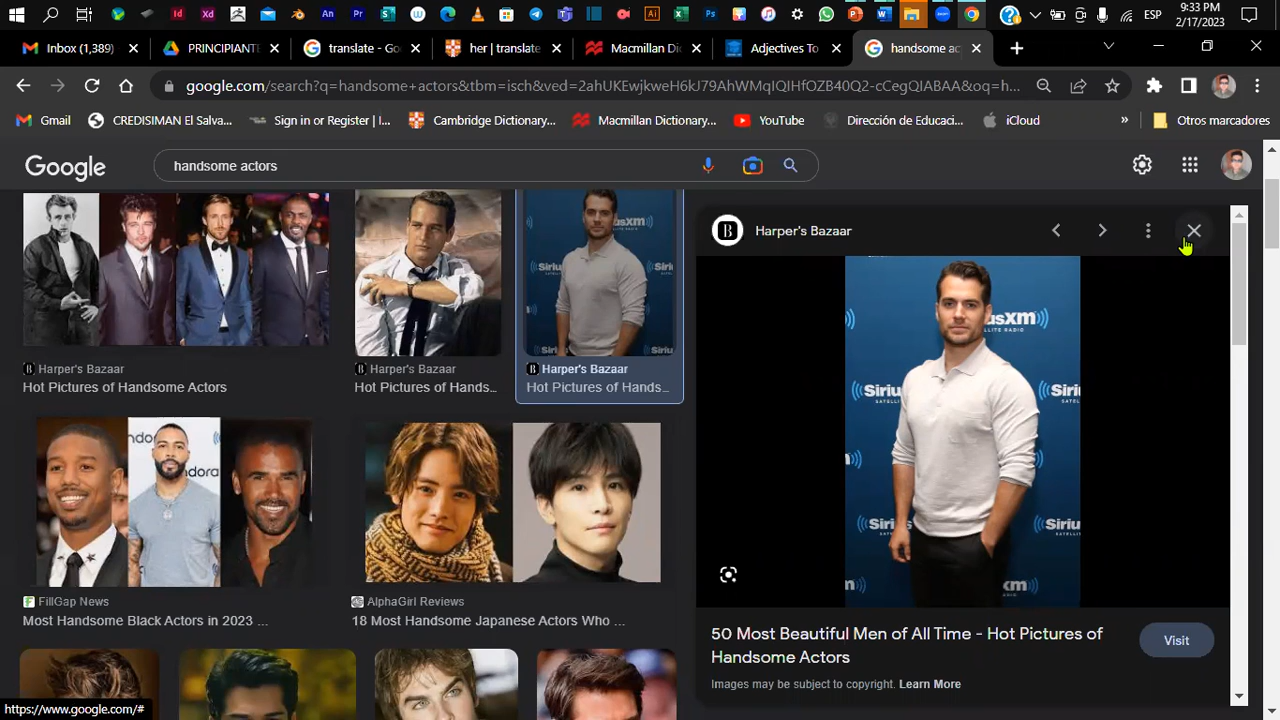 9:33 PM
ESP
2/17/2023
Inbox (1,389)
PRINCIPIANTE
translate - Goo
her | translate
Macmillan Dic
Adjectives To
handsome ac
google.com/search?q=handsome+actors&tbm=isch&ved=2ahUKEwjkweH6kJ79AhWMqIQIHfOZB40Q2-cCegQIABAA&oq=h...
Gmail
CREDISIMAN El Salva...
Sign in or Register | I...
Cambridge Dictionary...
Macmillan Dictionary...
YouTube
Dirección de Educaci...
iCloud
»
Otros marcadores
Google
handsome actors
B Harper's Bazaar
Hot Pictures of Handsome Actors
B Harper's Bazaar
Hot Pictures of Hands...
B Harper's Bazaar
Hot Pictures of Hands...
F FillGap News
Most Handsome Black Actors in 2023 ...
AlphaGirl Reviews
18 Most Handsome Japanese Actors Who ...
B Harper's Bazaar
50 Most Beautiful Men of All Time - Hot Pictures of
Handsome Actors
Visit
Images may be subject to copyright. Learn More
https://www.google.com/#